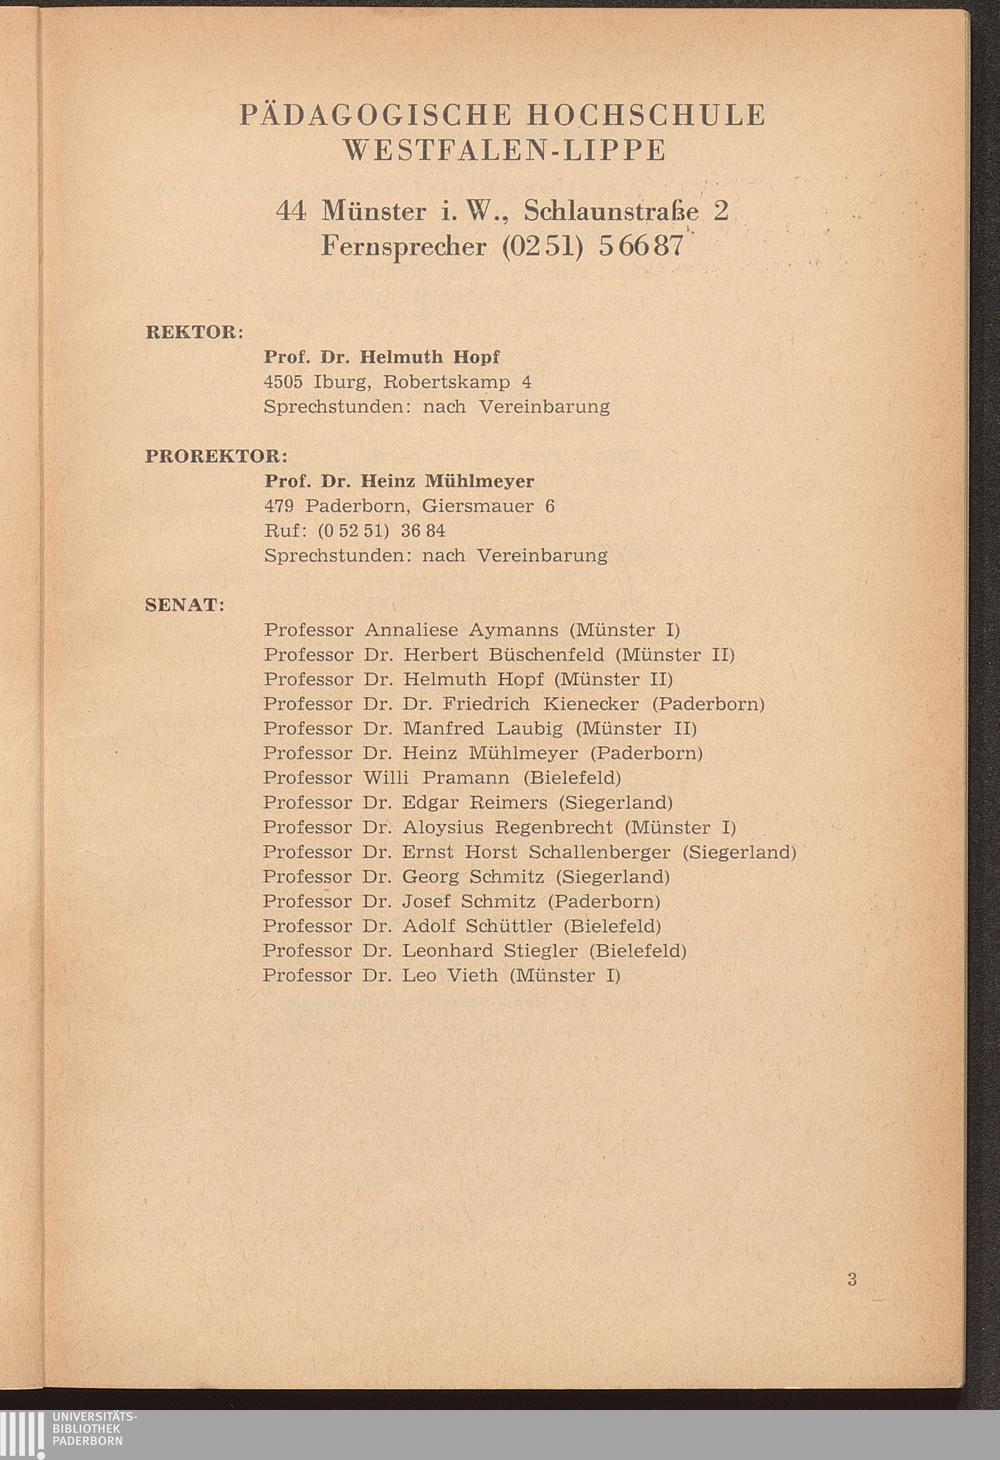 PÄDAGOGISCHE HOCHSCHULE
WESTFALEN-LIPPE
44 Münster i. W., Schlaunstraße 2
Fernsprecher (02 51) 5 66 87
REKTOR:
Prof. Dr. Helmuth Hopf
4505 Iburg, Robertskamp 4
Sprechstunden: nach Vereinbarung
PROREKTOR:
Prof. Dr. Heinz Mühlmeyer
479 Paderborn, Giersmauer 6
Ruf: (0 52 51) 36 84
Sprechstunden: nach Vereinbarung
SENAT:
Professor Annaliese Aymanns (Münster I)
Professor Dr. Herbert Büschenfeld (Münster II)
Professor Dr. Helmuth Hopf (Münster II)
Professor Dr. Dr. Friedrich Kienecker (Paderborn)
Professor Dr. Manfred Laubig (Münster II)
Professor Dr. Heinz Mühlmeyer (Paderborn)
Professor Willi Pramann (Bielefeld)
Professor Dr. Edgar Reimers (Siegerland)
Professor Dr. Aloysius Regenbrecht (Münster I)
Professor Dr. Ernst Horst Schallenberger (Siegerland)
Professor Dr. Georg Schmitz (Siegerland)
Professor Dr. Josef Schmitz (Paderborn)
Professor Dr. Adolf Schüttler (Bielefeld)
Professor Dr. Leonhard Stiegler (Bielefeld)
Professor Dr. Leo Vieth (Münster I)
3
UNIVERSITÄTS-
BIBLIOTHEK
PADERBORN